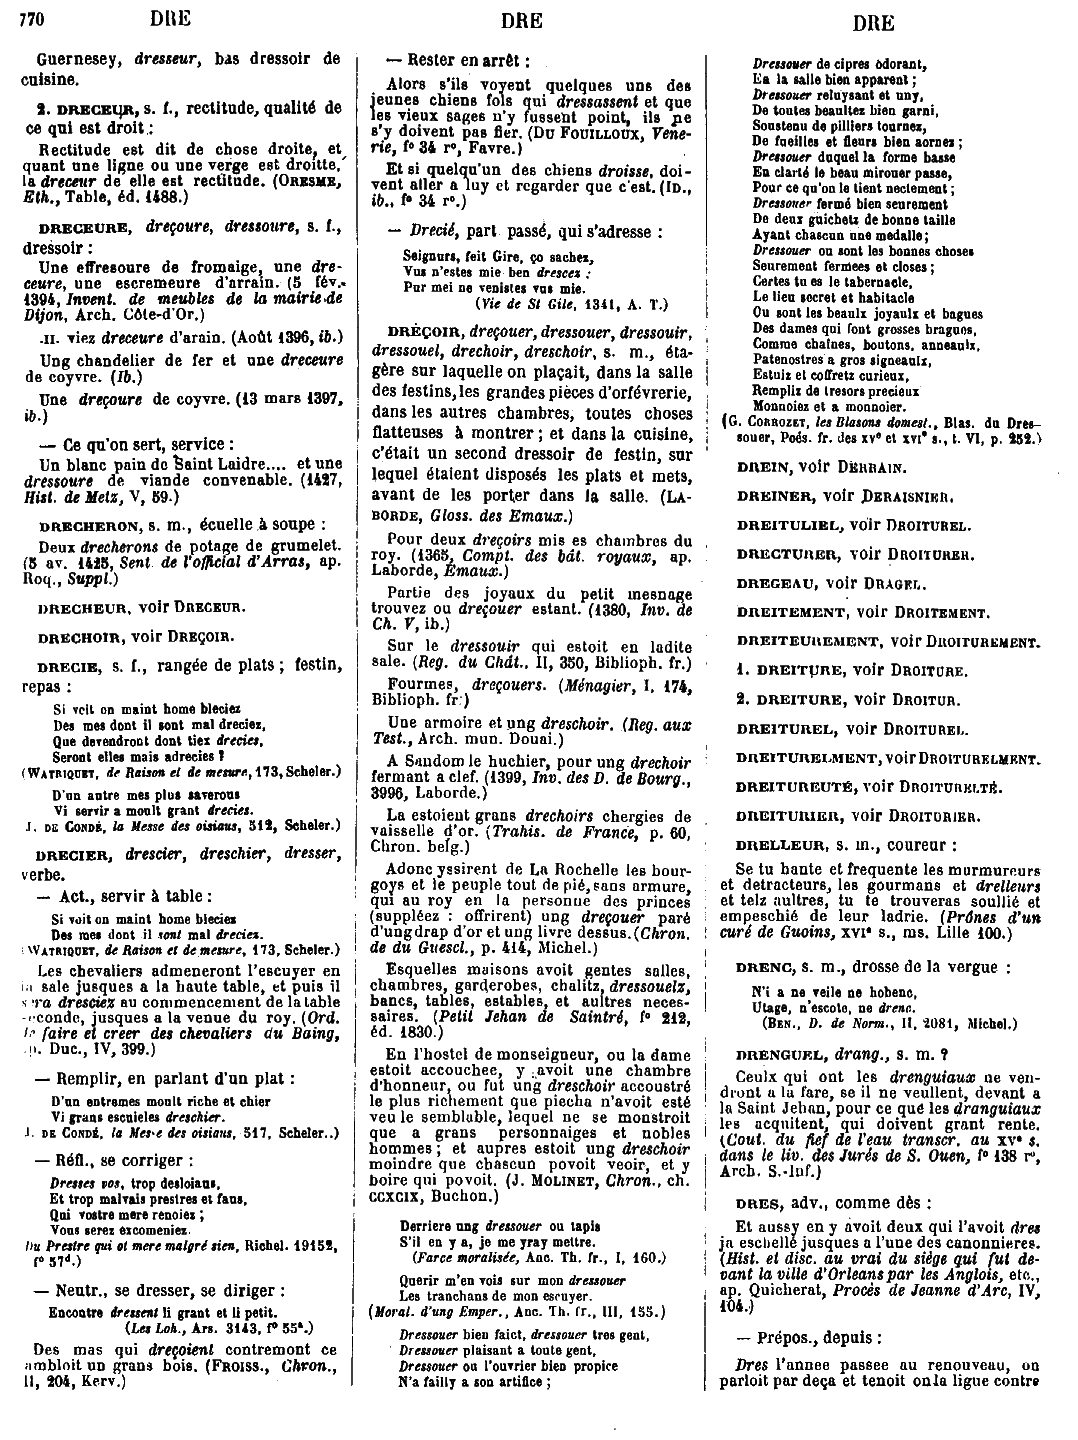 770 DRE DRE DRE
Guernesey, dresseur, bas dressoir de
cuisine.
2. DRECEUR, s. f., rectitude, qualité de
ce qui est droit :
Rectitude est dit de chose droite, et
quant une ligne ou une verge est droitte,
la dreceur de elle est rectitude. (ORESME,
Eth., Table, éd. 1488.)
DRECEURE, dreçoure, dressoure, s. f.,
dressoir :
Une effresoure de fromaige, une dre-
ceure, une escremeure d'arrain. (5 fév.
1394, Invent. de meubles de la mairie de
Dijon, Arch. Côte-d'Or.)
.II. viez dreceure d'arain. (Août 1396, ib.)
Ung chandelier de fer et une dreceure
de coyvre. (Ib.)
Une dreçoure de coyvre. (13 mars 1397,
ib.)
— Ce qu'on sert, service :
Un blanc pain de Saint Laidre.... et une
dressoure de viande convenable. (1427,
Hist. de Metz, V, 59.)
DRECHERON, s. m., écuelle à soupe :
Deux drecherons de potage de grumelet.
(5 av. 1425, Sent de l'official d'Arras, ap.
Roq., Suppl.)
DRECHEUR, voir DRECEUR.
DRECHOIR, voir DREÇOIR.
DRECIE, s. f., rangée de plats ; festin,
repas :
Si voit on maint home bleciez
Des mes dont il sont mal dreciez,
Que devendront dont tiex drecies,
Seront elles mais adrecies ?
(WATRIQUET, de Raison et de mesure, 173, Scheler.)
D'un autre mes plus saverous
Vi servir a moult grant drecies.
J. DE CONDÉ, la Messe des oisiaus, 512, Scheler.)
DRECIER, drescier, dreschier, dresser,
verbe.
— Act., servir à table :
Si voit on maint home bleciez
Des mes dont il sont mal dreciez.
WATRIQUET, de Raison et de mesure, 173, Scheler.)
Les chevaliers admeneront l'escuyer en
la sale jusques a la haute table, et puis il
sera dresciez au commencement de la table
seconde, jusques a la venue du roy. (Ord.
de faire et creer des chevaliers du Baing,
ap. Duc., IV, 399.)
— Remplir, en parlant d'un plat :
D'un entremes moult riche et chier
Vi grans escuieles dreschier.
J. DE CONDÉ, la Messe des oisiaus, 517, Scheler..)
— Réfl., se corriger :
Dresses vos, trop desloiaus,
Et trop malvais prestres et faus,
Qui vostre mere renoiez ;
Vous serez excomeniez.
Du Prestre qui ot mere malgré sien, Richel. 19152,
f° 57d.)
— Neutr., se dresser, se diriger :
Encontre dressent li grant et li petit.
(Les Loh., Ars. 3143, f° 55a.)
Des mas qui dreçoient contremont ce
ambloit un grans bois. (FROISS., Chron.,
II, 204, Kerv.)
— Rester en arrêt :
Alors s'ils voyent quelques uns des
jeunes chiens fols qui dressassent et que
les vieux sages n'y fussent point, ils ne
s'y doivent pas fier. (DU FOUILLOUX, Vene-
rie, f° 34 r°, Favre.)
Et si quelqu'un des chiens droisse, doi-
vent aller a luy et regarder que c'est. (ID.,
ib., f° 34 r°.)
— Drecié, part passé, qui s'adresse :
Seignurs, feit Gire, ço sachez,
Vus n'estes mie ben drescez :
Pur mei ne venistes vus mie.
(Vie de St Gile, 1341, A. T.)
DREÇOIR, dreçouer, dressouer, dressouir,
dressouel, drechoir, dreschoir, s. m., éta-
gère sur laquelle on plaçait, dans la salle
des festins, les grandes pièces d'orfévrerie,
dans les autres chambres, toutes choses
flatteuses à montrer ; et dans la cuisine,
c'était un second dressoir de festin, sur
lequel étaient disposés les plats et mets,
avant de les porter dans la salle. (LA-
BORDE, Gloss. des Emaux.)
Pour deux dreçoirs mis es chambres du
roy. (1365, Compt. des bât. royaux, ap.
Laborde, Emaux.)
Partie des joyaux du petit mesnage
trouvez ou dreçouer estant. (1380, Inv. de
Ch. V, ib.)
Sur le dressouir qui estoit en ladite
sale. (Reg. du Chât., II, 350, Biblioph. fr.)
Fourmes, dreçouers. (Ménagier, I, 174,
Biblioph. fr.)
Une armoire et ung dreschoir. (Reg. aux
Test., Arch. mun. Douai.)
A Sandom le huchier, pour ung drechoir
fermant a clef. (1399, Inv. des D. de Bourg.,
3996, Laborde.)
La estoient grans drechoirs chergies de
vaisselle d'or. (Trahis. de France, p. 60,
Chron. belg.)
Adonc yssirent de La Rochelle les bour-
goys et le peuple tout de pié, sans armure,
qui au roy en la personne des princes
(suppléez : offrirent) ung dreçouer paré
d'ung drap d'or et ung livre dessus. (Chron.
de du Guescl., p. 414, Michel.)
Esquelles maisons avoit gentes salles,
chambres, garderobes, chalitz, dressouelz,
bancs, tables, estables, et aultres neces-
saires. (Petit Jehan de Saintré, f° 212,
éd. 1830.)
En l'hostel de monseigneur, ou la dame
estoit accouchee, y avoit une chambre
d'honneur, ou fut ung dreschoir accoustré
le plus richement que piecha n'avoit esté
veu le semblable, lequel ne se monstroit
que a grans personnaiges et nobles
hommes ; et aupres estoit ung dreschoir
moindre que chascun povoit veoir, et y
boire qui povoit. (J. MOLINET, Chron., ch.
CCXCIX, Buchon.)
Derriere ung dressouer ou tapis
S'il en y a, je me yray mettre.
(Farce moralisée, Anc. Th. fr., I, 160.)
Querir m'en vois sur mon dressouer
Les tranchans de mon escuyer.
(Moral. d'ung Emper., Anc. Th. fr., III, 155.)
Dressouer bien faict, dressouer tres gent,
Dressouer plaisant a toute gent,
Dressouer ou l'ouvrier bien propice
N'a failly a son artifice ;
Dressouer de cipres odorant,
En la salle bien apparent ;
Dressouer reluysant et uny,
De toutes beaultez bien garni,
Soustenu de pilliers tournez,
De fueilles et fleurs bien aornez ;
Dressouer duquel la forme basse
En clarté le beau mirouer passe,
Pour ce qu'on le tient nectement ;
Dressouer fermé bien seurement
De deux guichetz de bonne taille
Ayant chascun une medalle ;
Dressouer ou sont les bonnes choses
Seurement fermees et closes ;
Certes tu es le tabernacle,
Le lieu secret et habitacle
Ou sont les beaulx joyaulx et bagues
Des dames qui font grosses bragues,
Comme chaines, boutons, anneaulx,
Patenostres a gros signeaulx,
Estuiz et coffretz curieux,
Rempliz de tresors precieux
Monnoiez et a monnoier.
(G. CORROZET, les Blasons domest., Blas. du Dres-
souer, Poés. fr. des XVe et XVIe s., t. VI, p. 252.)
DREIN, voir DERRAIN.
DREINER, voir DERAISNIER.
DREITULIEL, voir DROITUREL.
DRECTURER, voir DROITURER.
DREGEAU, voir DRAGEL.
DREITEMENT, voir DROITEMENT.
DREITEUREMENT, voir DROITUREMENT.
1. DREITURE, voir DROITURE.
2. DREITURE, voir DROITUR.
DREITUREL, voir DROITUREL.
DREITURELMENT, voir DROITURELMENT.
DREITUREUTÉ, voir DROITURELTÉ.
DREITURIER, voir DROITURIER.
DRELLEUR, s. m., coureur :
Se tu hante et frequente les murmureurs
et detracteurs, les gourmans et drelleurs
et telz aultres, tu te trouveras soullié et
empeschié de leur ladrie. (Prônes d'un
curé de Guoins, XVIe s., ms. Lille 100.)
DRENC, s. m., drosse de la vergue :
N'i a ne veile ne hobenc,
Utage, n'escote, ne drenc.
(BEN., D. de Norm., II, 2081, Michel.)
DRENGUEL, drang., s. m. ?
Ceulx qui ont les drenguiaux ne ven-
dront a la fare, se il ne veullent, devant a
la Saint Jehan, pour ce que les dranguiaux
les acquitent, qui doivent grant rente.
(Cout. du fief de l'eau transcr. au XVe s.
dans le liv. des Jurés de S. Ouen, f° 138 r°,
Arch. S.-Inf.)
DRES, adv., comme dès :
Et aussy en y avoit deux qui l'avoit dres
ja eschellé jusques a l'une des canonnieres.
(Hist. et disc. au vrai du siège qui fut de-
vant la ville d'Orleans par les Anglois, etc.,
ap. Quicherat, Procès de Jeanne d'Arc, IV,
104.)
— Prépos., depuis :
Dres l'annee passee au renouveau, on
parloit par deça et tenoit on la ligue contre